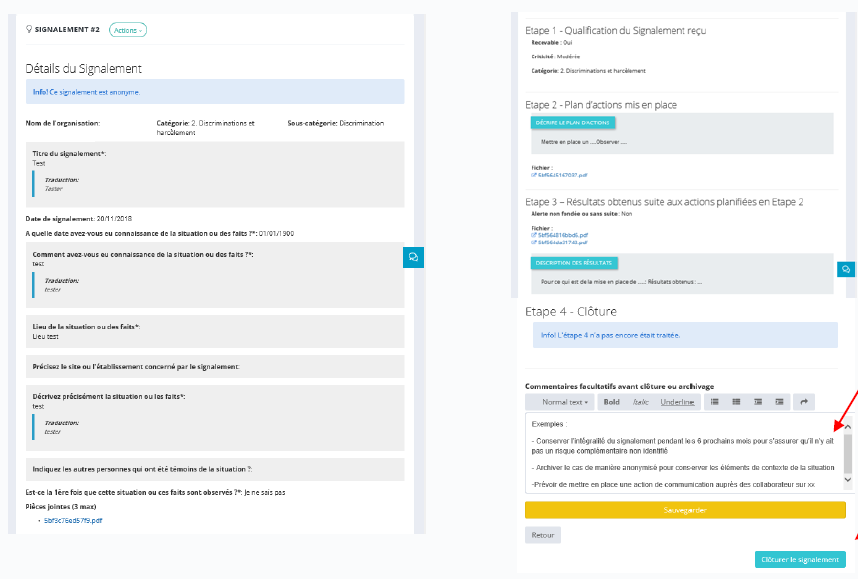 SIGNALEMENT #2 Actions
Détails du Signalement
Info! Ce signalement est anonyme.
Nom de l'organisation: Catégorie: 2. Discriminations et Sous-catégorie: Discrimination
harcèlement
Titre du signalement*:
Test
Traduction:
Tester
Date de signalement: 20/11/2018
A quelle date avez-vous eu connaissance de la situation ou des faits ?*: 01/01/1900
Comment avez-vous eu connaissance de la situation ou des faits ?*:
test
Traduction:
tester
Lieu de la situation ou des faits*:
Lieu test
Précisez le site ou l'établissement concerné par le signalement:
Décrivez précisément la situation ou les faits*:
test
Traduction:
tester
Indiquez les autres personnes qui ont été témoins de la situation ?:
Est-ce la 1ère fois que cette situation ou ces faits sont observés ?*: Je ne sais pas
Pièces jointes (3 max)
5bf3c76ed57f9.pdf
Etape 1 - Qualification du Signalement reçu
Recevable : Oui
Criticité : Modérée
Catégorie: 2. Discriminations et harcèlement
Etape 2 - Plan d'actions mis en place
DÉCRIRE LE PLAN D'ACTIONS
Mettre en place un ....Observer ....
Fichier :
Etape 3 – Résultats obtenus suite aux actions planifiées en Etape 2
Alerte non fondée ou sans suite : Non
Fichier :
DESCRIPTION DES RÉSULTATS
Pour ce qui est de la mise en place de .....: Résultats obtenus : ...
Etape 4 - Clôture
Info! L'étape 4 n'a pas encore était traitée.
Commentaires facultatifs avant clôture ou archivage
Normal text Bold Italic Underline
Exemples :
- Conserver l'intégralité du signalement pendant les 6 prochains mois pour s'assurer qu'il n'y ait
pas un risque complémentaire non identifié
- Archiver le cas de manière anonymisé pour conserver les éléments de contexte de la situation
-Prévoir de mettre en place une action de communication auprès des collaborateur sur xx
Sauvegarder
Retour
Clôturer le signalement